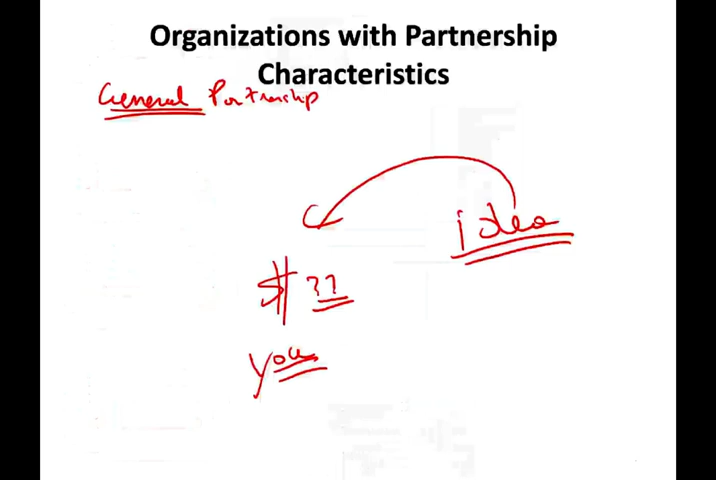 Organizations with Partnership
Characteristics
General Partnership
idea
$ ??
you